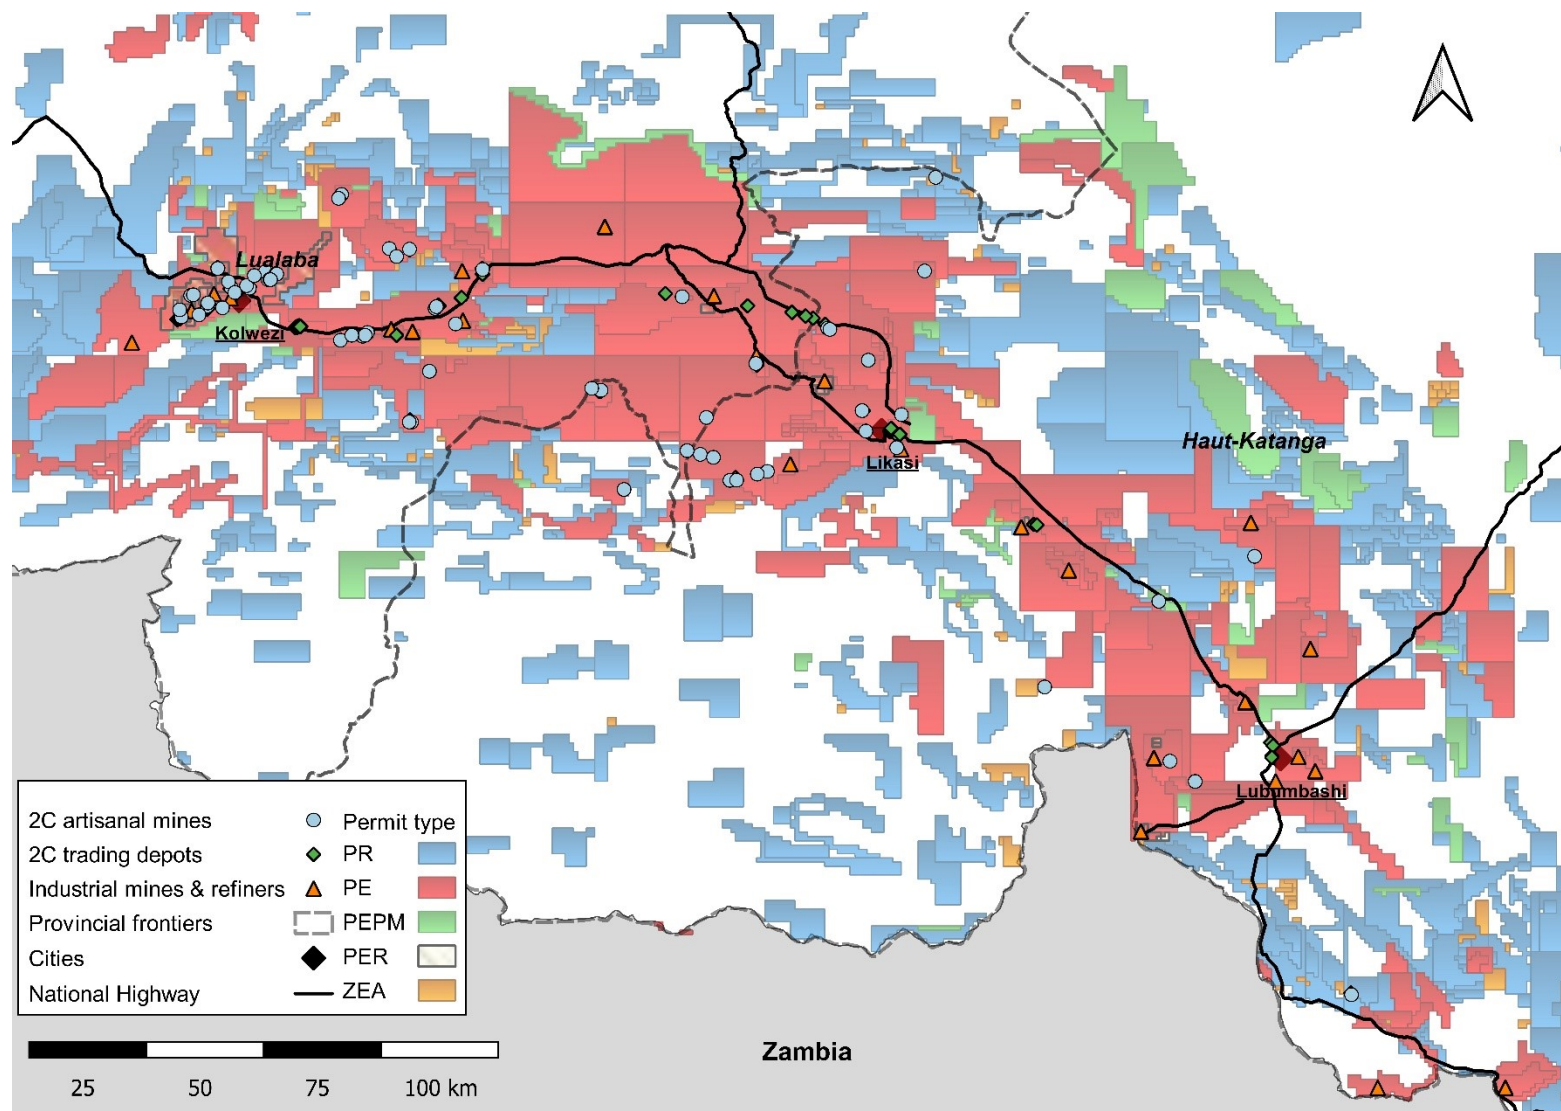 Lualaba
Kolwezi
Likasi
Haut-Katanga
Lubumbashi
2C artisanal mines Permit type
2C trading depots PR
Industrial mines & refiners PE
Provincial frontiers PEPM
Cities PER
National Highway ZEA
Zambia
25 50 75 100 km